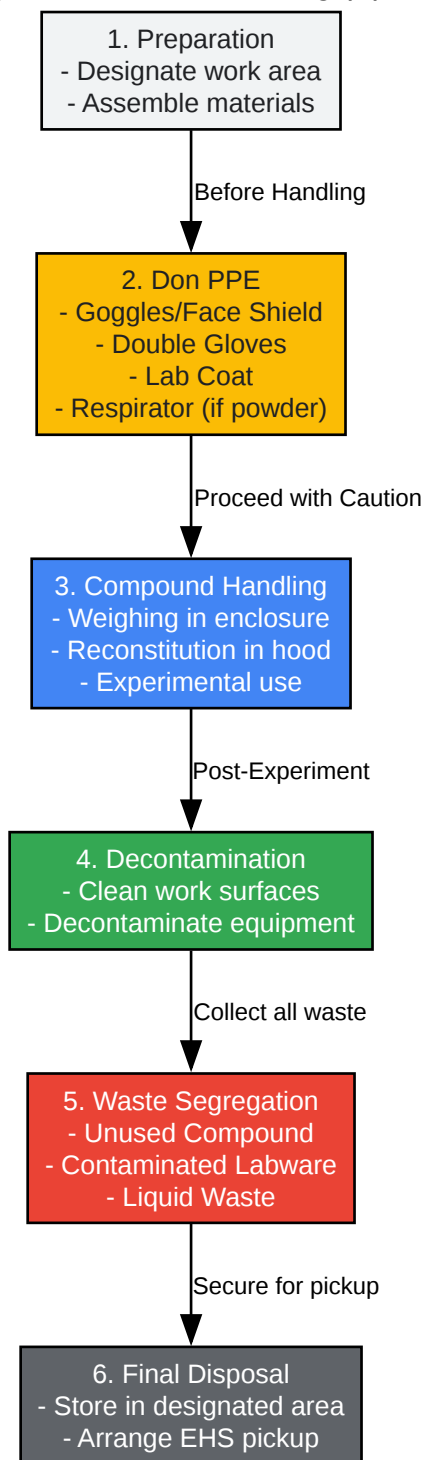 1. Preparation
- Designate work area
- Assemble materials
Before Handling
2. Don PPE
- Goggles/Face Shield
- Double Gloves
- Lab Coat
- Respirator (if powder)
Proceed with Caution
3. Compound Handling
- Weighing in enclosure
- Reconstitution in hood
- Experimental use
Post-Experiment
4. Decontamination
- Clean work surfaces
- Decontaminate equipment
Collect all waste
5. Waste Segregation
- Unused Compound
- Contaminated Labware
- Liquid Waste
Secure for pickup
6. Final Disposal
- Store in designated area
- Arrange EHS pickup